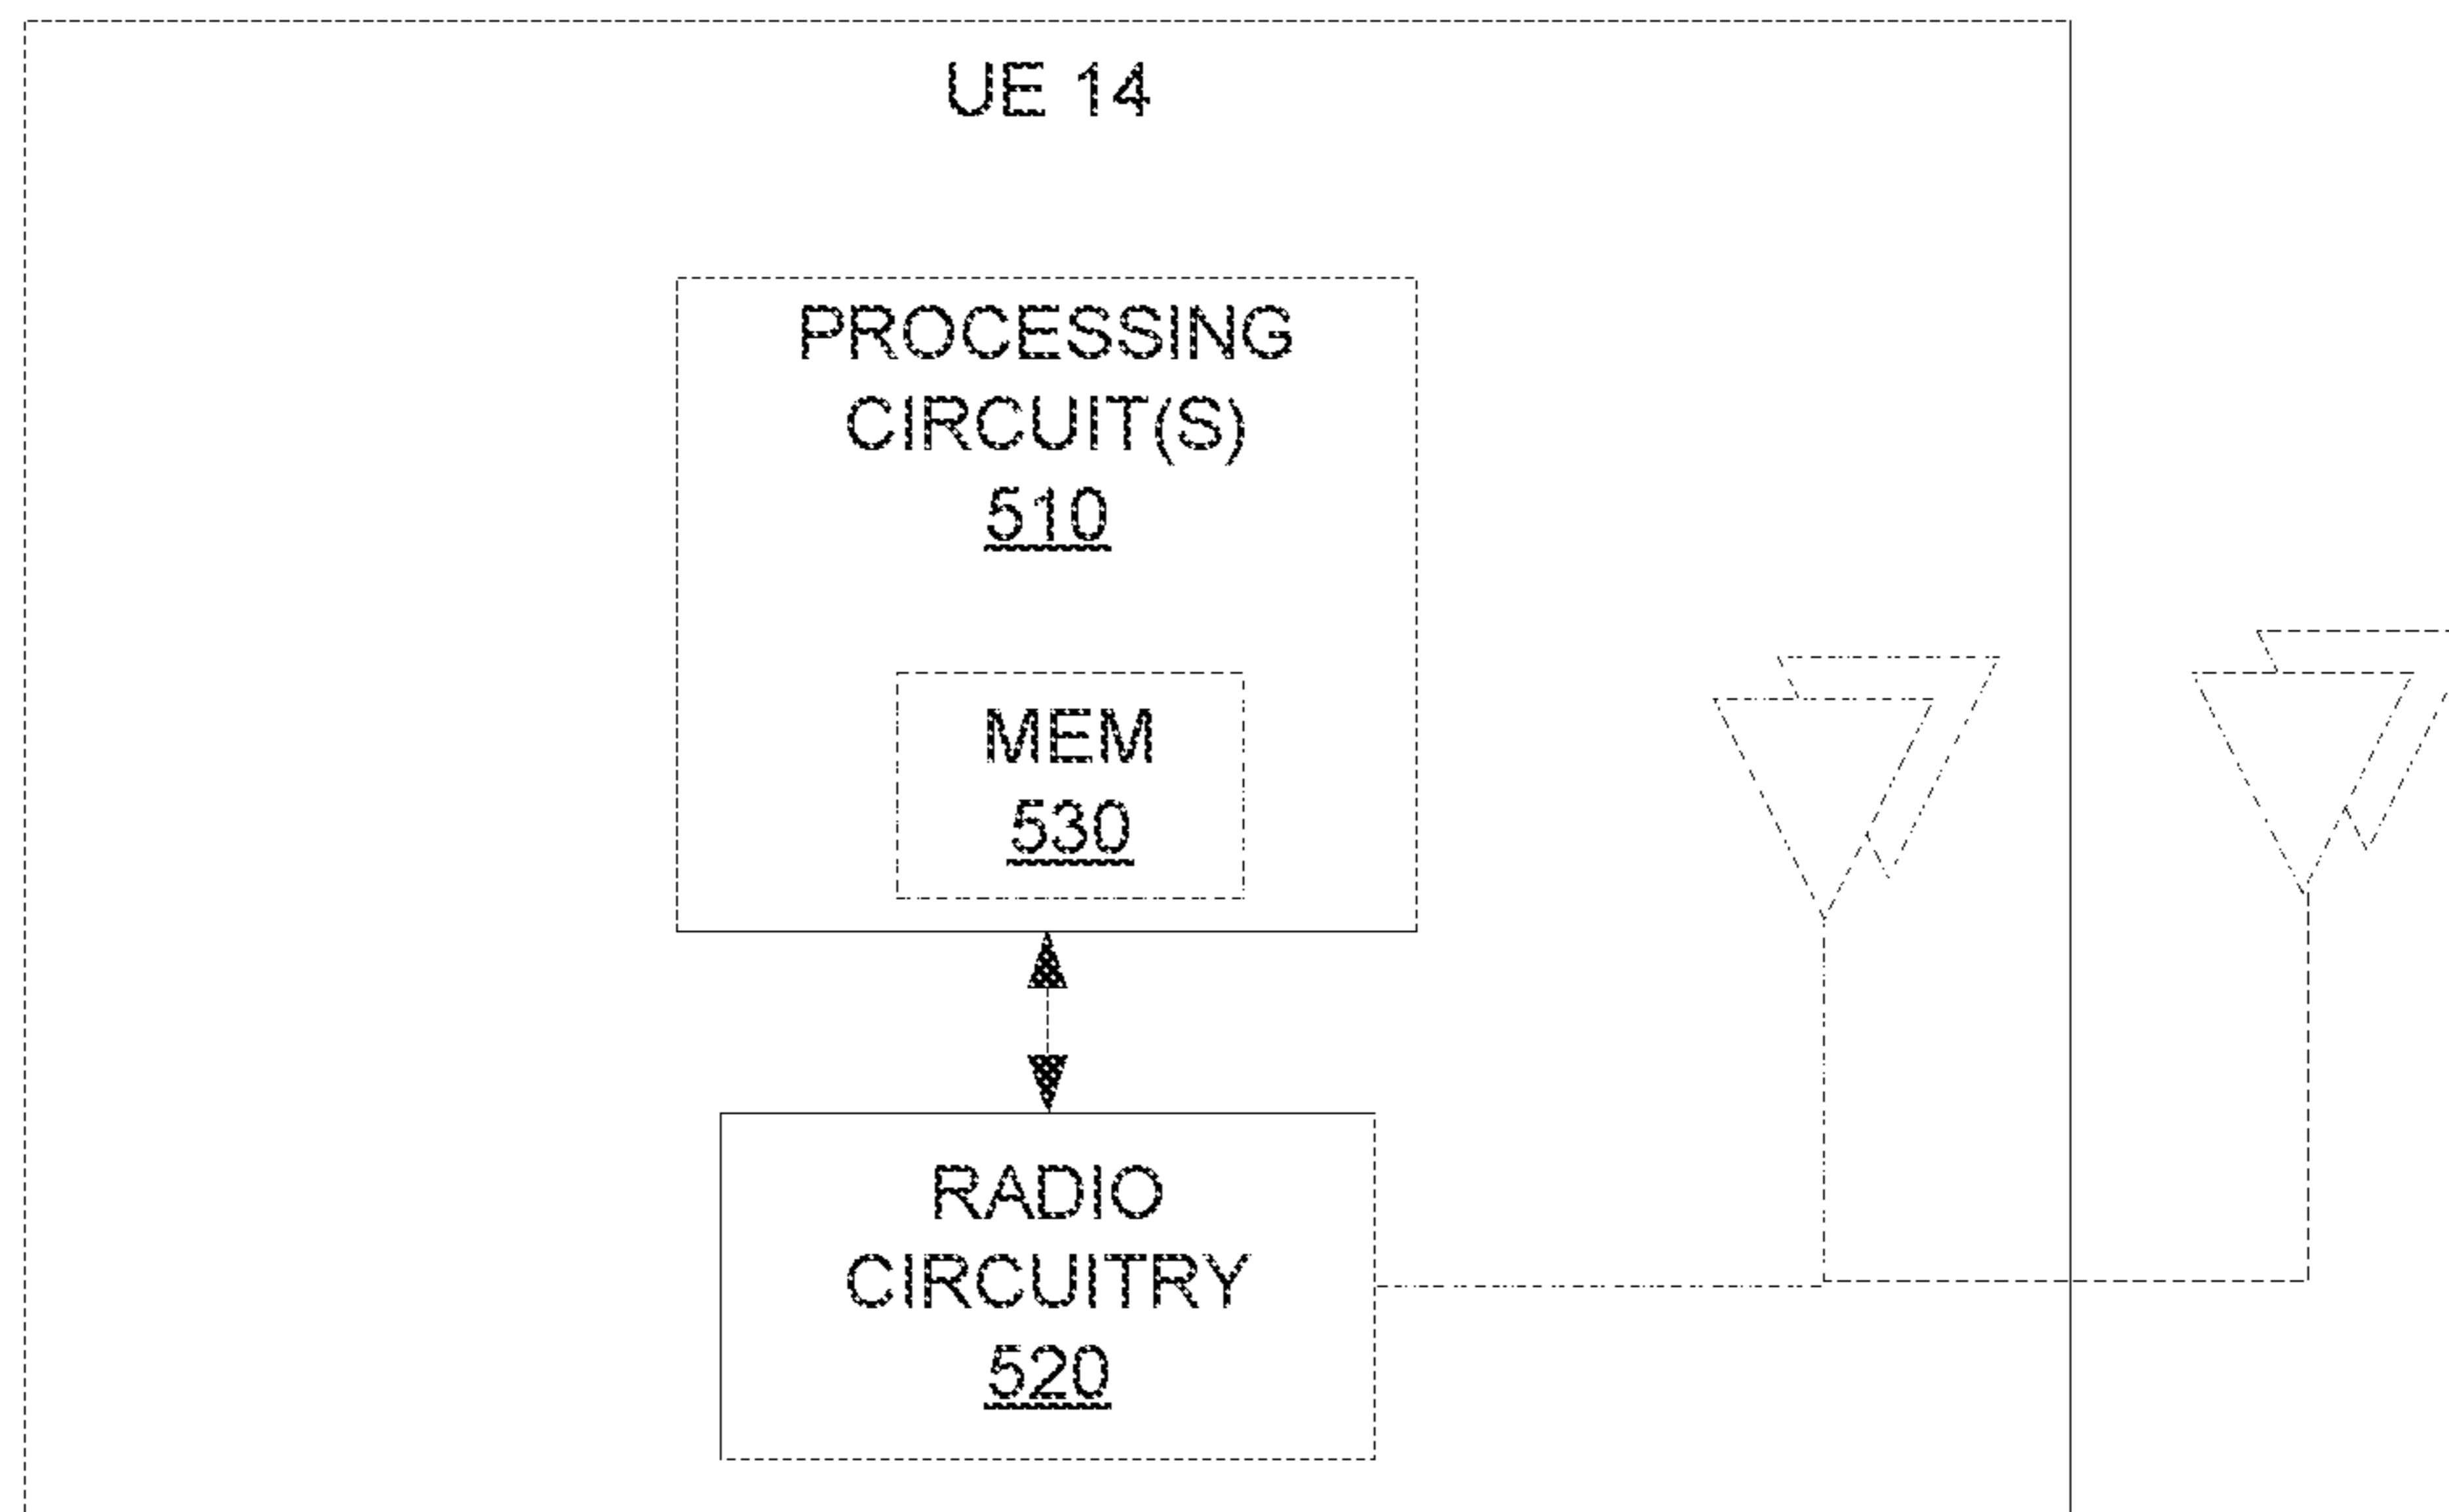 UE 14
PROCESSING
CIRCUIT(S)
510
MEM
530
RADIO
CIRCUITRY
520